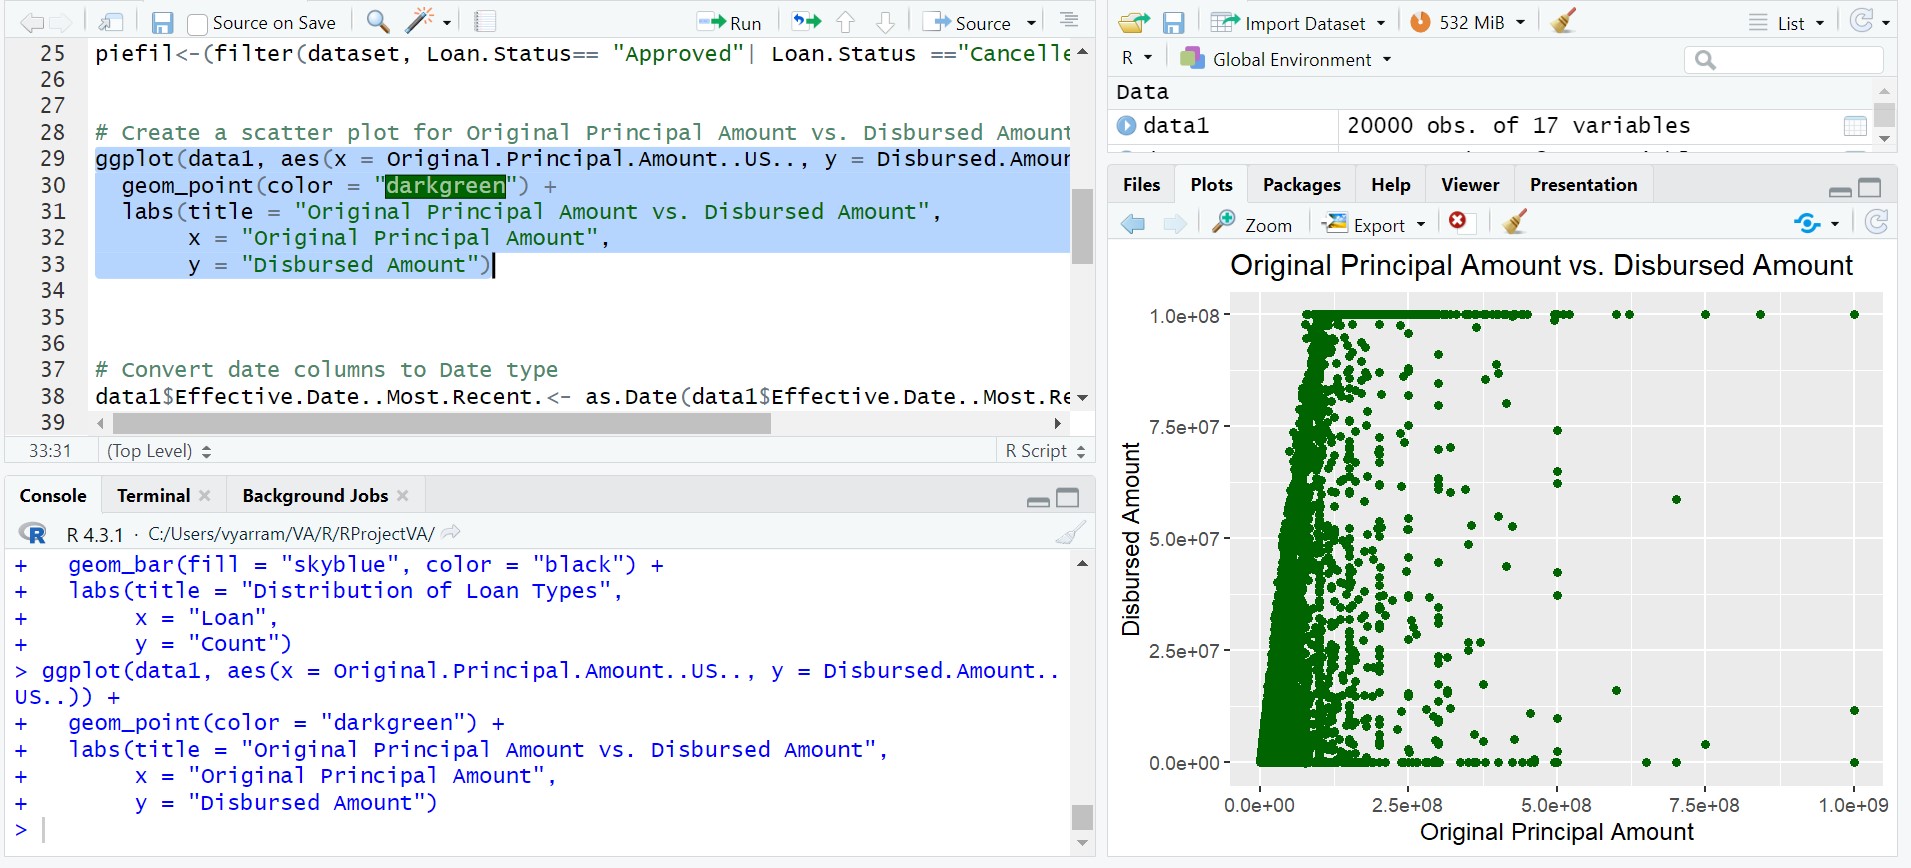 Source on Save
Run
Source
25 piefil<-(filter(dataset, Loan.Status== "Approved"| Loan.Status =="Cancelle
26
27
28 # Create a scatter plot for Original Principal Amount vs. Disbursed Amount
29 ggplot(data1, aes(x = Original.Principal.Amount..US.., y = Disbursed.Amour
30   geom_point(color = "darkgreen") +
31   labs(title = "Original Principal Amount vs. Disbursed Amount",
32        x = "Original Principal Amount",
33        y = "Disbursed Amount")
34
35
36
37 # Convert date columns to Date type
38 data1$Effective.Date..Most.Recent.<- as.Date(data1$Effective.Date..Most.Re
39
33:31 (Top Level) R Script
Console Terminal Background Jobs
R R 4.3.1 · C:/Users/vyarram/VA/R/RProjectVA/
+   geom_bar(fill = "skyblue", color = "black") +
+   labs(title = "Distribution of Loan Types",
+        x = "Loan",
+        y = "Count")
> ggplot(data1, aes(x = Original.Principal.Amount..US.., y = Disbursed.Amount..
US..)) +
+   geom_point(color = "darkgreen") +
+   labs(title = "Original Principal Amount vs. Disbursed Amount",
+        x = "Original Principal Amount",
+        y = "Disbursed Amount")
>
Import Dataset 532 MiB List
R Global Environment
Data
data1 20000 obs. of 17 variables
Files Plots Packages Help Viewer Presentation
Zoom Export
Original Principal Amount vs. Disbursed Amount
Disbursed Amount
1.0e+08
7.5e+07
5.0e+07
2.5e+07
0.0e+00
0.0e+00 2.5e+08 5.0e+08 7.5e+08 1.0e+09
Original Principal Amount